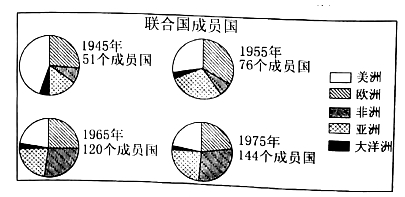 联合国成员国
1945年
51个成员国
1955年
76个成员国
1965年
120个成员国
1975年
144个成员国
美洲
欧洲
非洲
亚洲
大洋洲